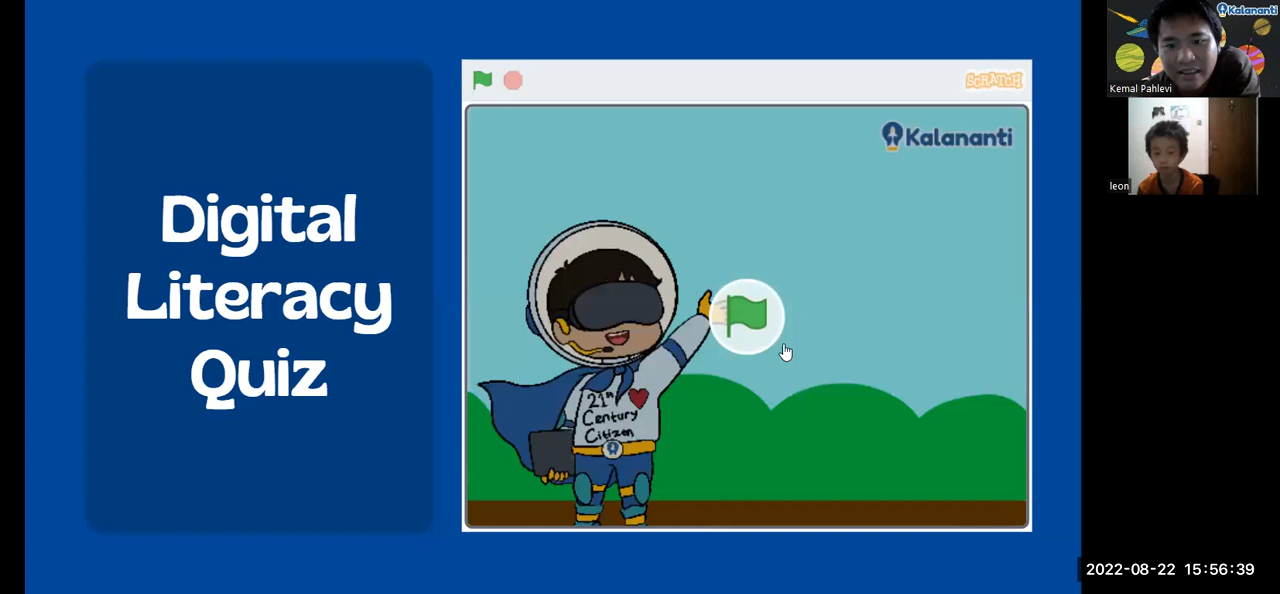 Digital
Literacy
Quiz
SCRATCH
Kalananti
21st
Century
Citizen
Kalananti
Kemal Pahlevi
leon
2022-08-22 15:56:39